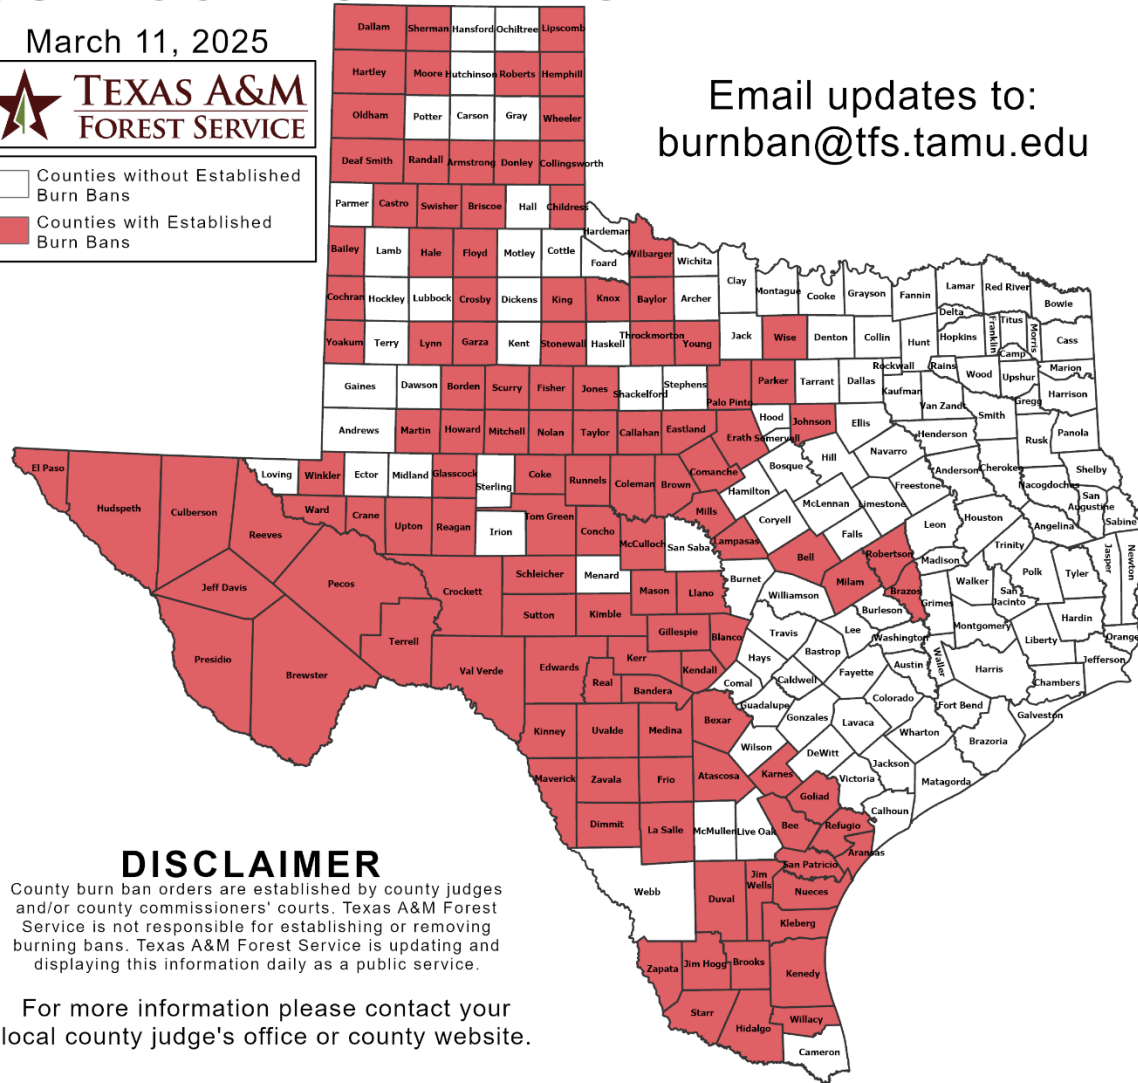 March 11, 2025
TEXAS A&M
FOREST SERVICE
Counties without Established
Burn Bans
Counties with Established
Burn Bans
Email updates to:
burnban@tfs.tamu.edu
Dallam Sherman Hansford Ochiltree Lipscomb
Hartley Moore Hutchinson Roberts Hemphill
Oldham Potter Carson Gray Wheeler
Deaf Smith Randall Armstrong Donley Collingsworth
Parmer Castro Swisher Briscoe Hall Childress
Hardeman
Bailey Lamb Hale Floyd Motley Cottle Foard Wilbarger Wichita
Clay Montague Cooke Grayson Fannin Lamar Red River Bowie
Cochran Hockley Lubbock Crosby Dickens King Knox Baylor Archer
Delta Franklin Titus Morris Cass
Yoakum Terry Lynn Garza Kent Stonewall Haskell Throckmorton Young Jack Wise Denton Collin Hunt Hopkins
Camp
Rockwall Rains Wood Upshur Marion
Gaines Dawson Borden Scurry Fisher Jones Shackelford Stephens Palo Pinto Parker Tarrant Dallas Kaufman Van Zandt Smith Gregg Harrison
Andrews Martin Howard Mitchell Nolan Taylor Callahan Eastland Erath Hood Somervell Johnson Ellis Henderson Rusk Panola
El Paso Hudspeth Culberson Reeves Loving Winkler Ector Midland Glasscock Sterling Coke Runnels Coleman Brown Comanche Bosque Hill Navarro Anderson Cherokee Nacogdoches Shelby
Hamilton McLennan Limestone Freestone San Augustine Sabine
Ward Crane Upton Reagan Irion Tom Green Concho McCulloch San Saba Mills Lampasas Coryell Falls Leon Houston Angelina
Jeff Davis Pecos Crockett Schleicher Menard Mason Llano Burnet Bell Milam Robertson Brazos Madison Trinity Polk Tyler Jasper Newton
Terrell Sutton Kimble Gillespie Blanco Williamson Burleson Grimes Walker San Jacinto Hardin
Presidio Brewster Val Verde Edwards Real Kerr Bandera Kendall Travis Hays Comal Bastrop Lee Washington Montgomery Liberty Orange
Caldwell Fayette Austin Waller Harris Chambers Jefferson
Kinney Uvalde Medina Bexar Guadalupe Gonzales Lavaca Colorado Fort Bend Galveston
Wilson DeWitt Wharton Brazoria
Maverick Zavala Frio Atascosa Karnes Goliad Victoria Jackson Matagorda
Dimmit La Salle McMullen Live Oak Bee Refugio Calhoun
Aransas
San Patricio
Webb Duval Jim Wells Nueces
Kleberg
Zapata Jim Hogg Brooks Kenedy
Starr Hidalgo Willacy
Cameron
DISCLAIMER
County burn ban orders are established by county judges
and/or county commissioners' courts. Texas A&M Forest
Service is not responsible for establishing or removing
burning bans. Texas A&M Forest Service is updating and
displaying this information daily as a public service.
For more information please contact your
local county judge's office or county website.